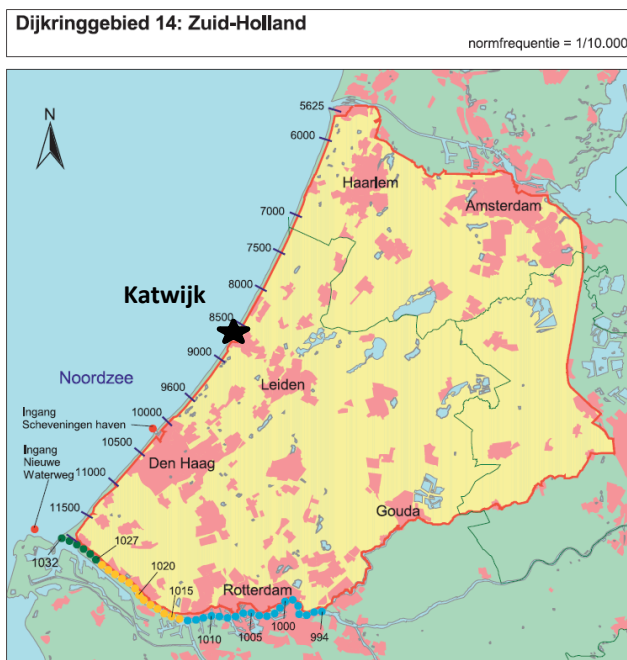 Dijkringgebied 14: Zuid-Holland
normfrequentie = 1/10.000
N
5625
6000
Haarlem
Amsterdam
7000
7500
8000
Katwijk
8500
9000
Noordzee
9600
Leiden
Ingang
Scheveningen haven
10000
10500
Den Haag
Ingang
Nieuwe
Waterweg
11000
11500
Gouda
1032
1027
1020
1015
Rotterdam
1010
1005
1000
994